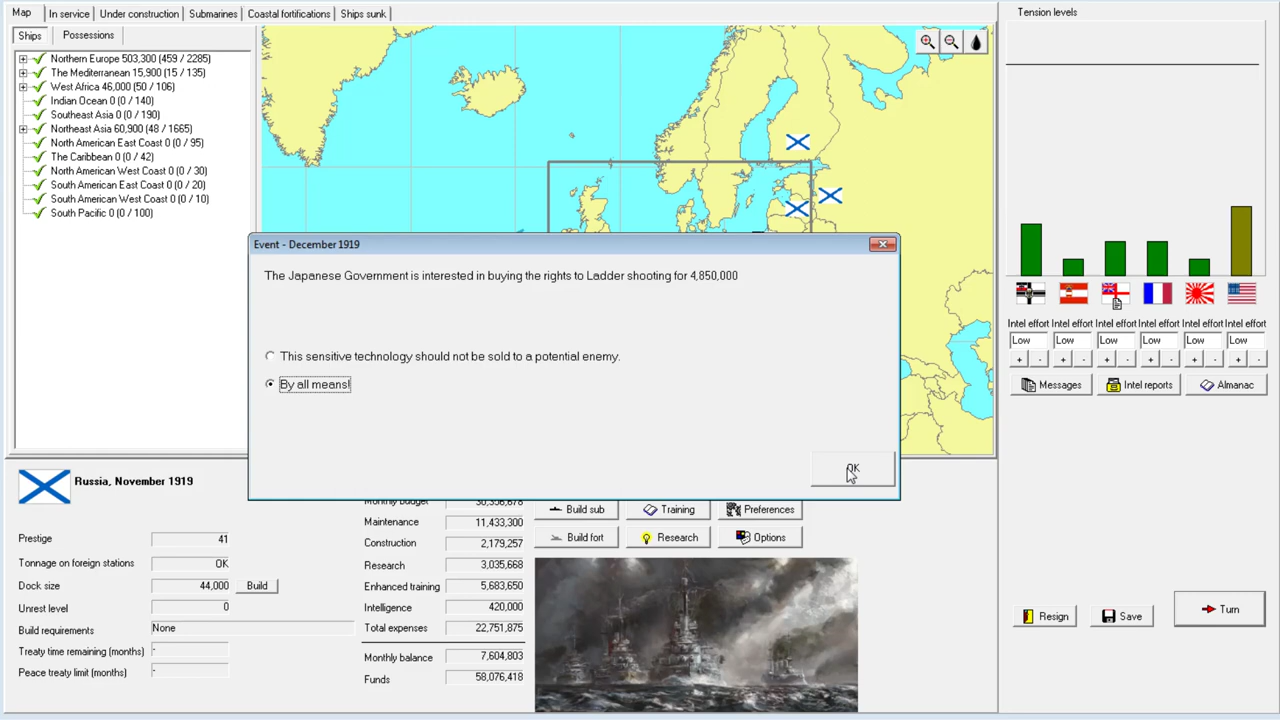 Map
In service
Under construction
Submarines
Coastal fortifications
Ships sunk
Ships
Possessions
Northern Europe 503,300 (459 / 2285)
The Mediterranean 15,900 (15 / 135)
West Africa 46,000 (50 / 106)
Indian Ocean 0 (0 / 140)
Southeast Asia 0 (0 / 190)
Northeast Asia 60,900 (48 / 1665)
North American East Coast 0 (0 / 95)
The Caribbean 0 (0 / 42)
North American West Coast 0 (0 / 30)
South American East Coast 0 (0 / 20)
South American West Coast 0 (0 / 10)
South Pacific 0 (0 / 100)
Tension levels
Intel effort Intel effort Intel effort Intel effort Intel effort Intel effort
Low Low Low Low Low Low
+ - + - + - + - + - + -
Messages
Intel reports
Almanac
Event - December 1919
The Japanese Government is interested in buying the rights to Ladder shooting for 4,850,000
This sensitive technology should not be sold to a potential enemy.
By all means!
OK
Russia, November 1919
Prestige 41
Tonnage on foreign stations OK
Dock size 44,000 Build
Unrest level 0
Build requirements None
Treaty time remaining (months) -
Peace treaty limit (months) -
Monthly budget 30,356,678
Maintenance 11,433,300
Construction 2,179,257
Research 3,035,668
Enhanced training 5,683,650
Intelligence 420,000
Total expenses 22,751,875
Monthly balance 7,604,803
Funds 58,076,418
Build sub
Training
Preferences
Build fort
Research
Options
Resign
Save
Turn